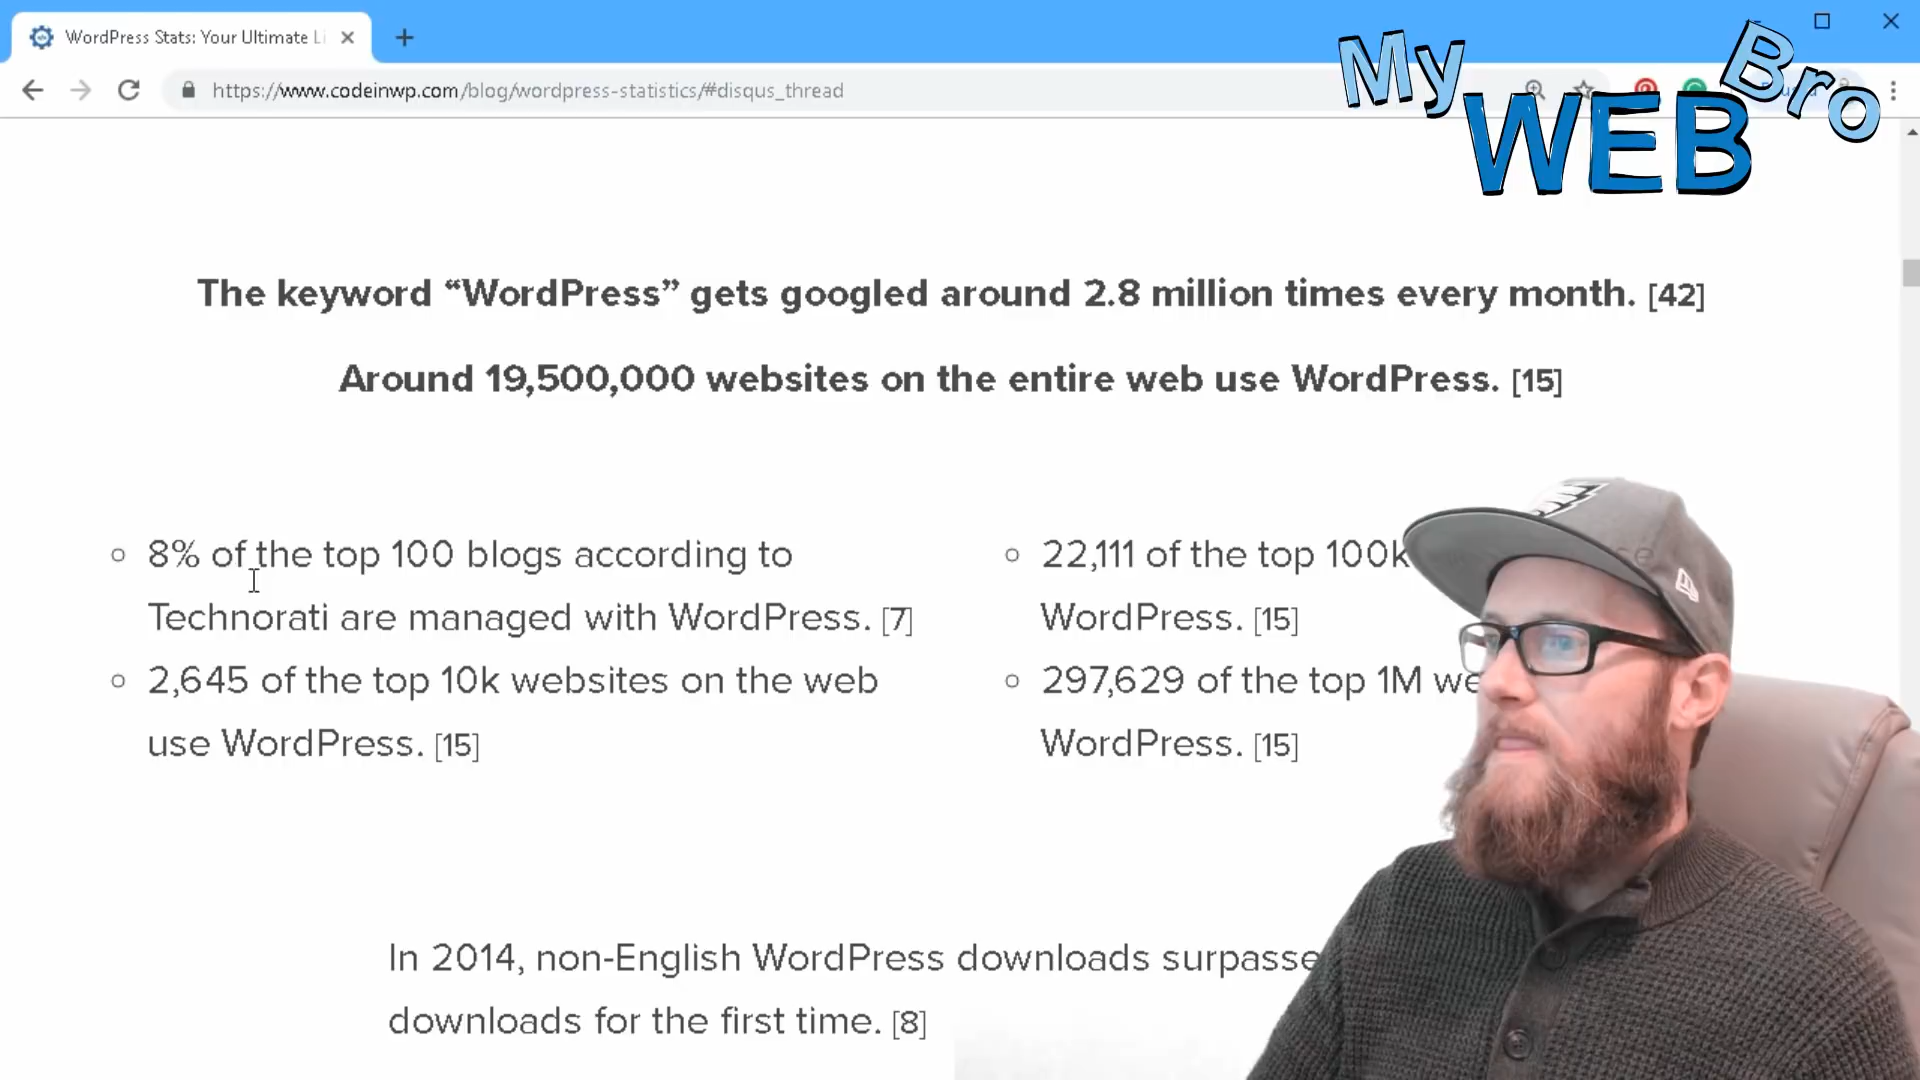 WordPress Stats: Your Ultimate Li
https://www.codeinwp.com/blog/wordpress-statistics/#disqus_thread
My WEB Bro
The keyword “WordPress” gets googled around 2.8 million times every month. [42]
Around 19,500,000 websites on the entire web use WordPress. [15]
8% of the top 100 blogs according to
Technorati are managed with WordPress. [7]
2,645 of the top 10k websites on the web
use WordPress. [15]
22,111 of the top 100k
WordPress. [15]
297,629 of the top 1M we
WordPress. [15]
In 2014, non-English WordPress downloads surpasse
downloads for the first time. [8]